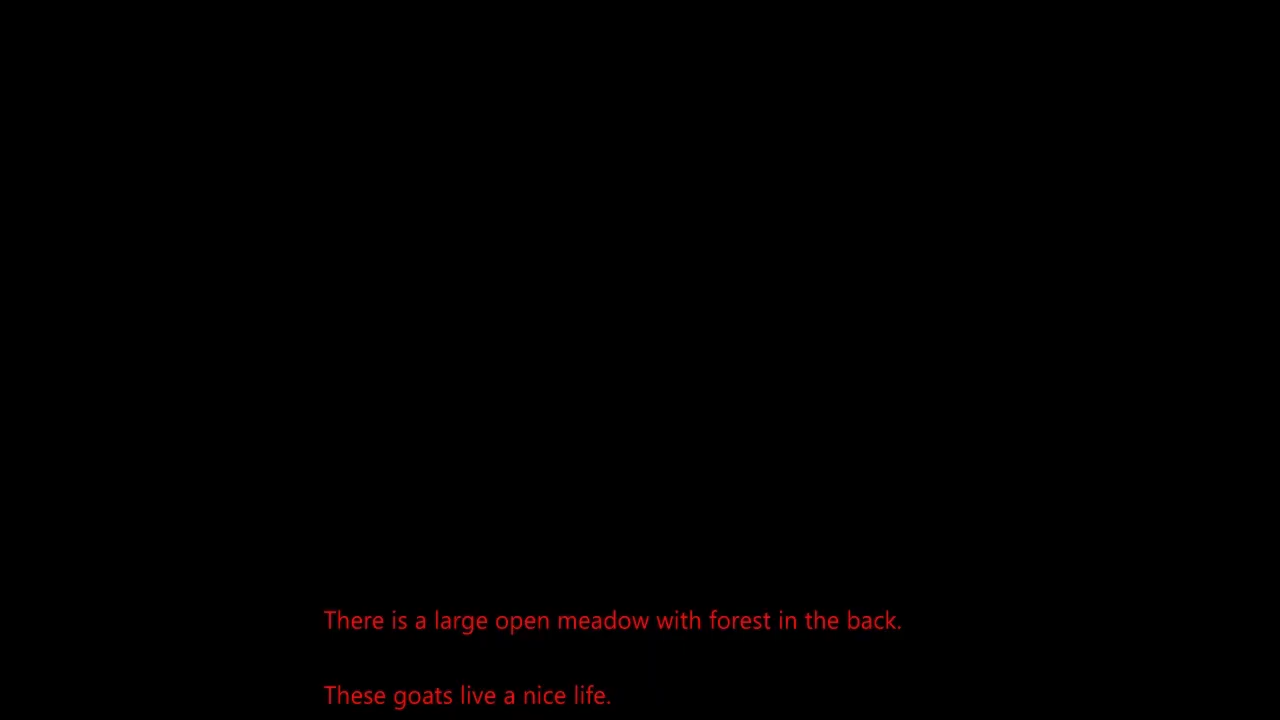 There is a large open meadow with forest in the back.
These goats live a nice life.